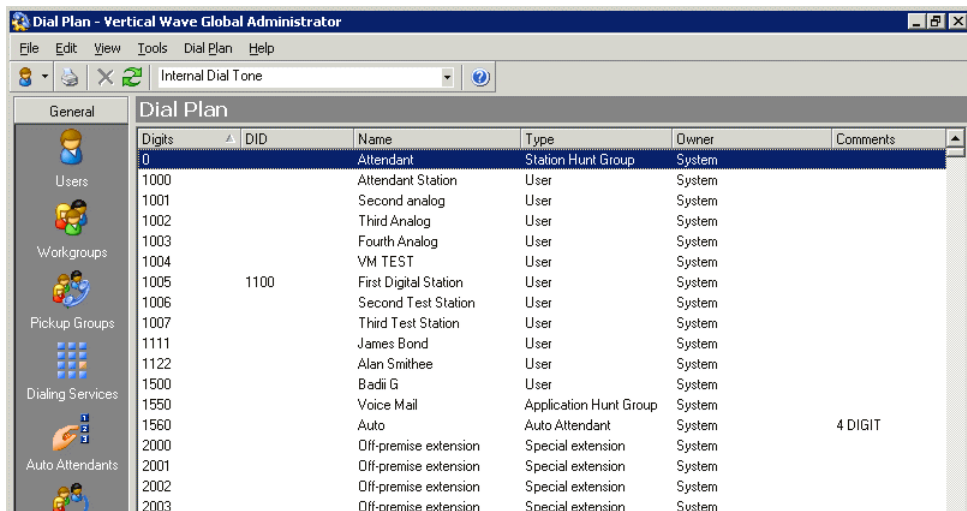 Dial Plan - Vertical Wave Global Administrator
File Edit View Tools Dial Plan Help
Internal Dial Tone
General
Dial Plan
Digits DID Name Type Owner Comments
0 Attendant Station Hunt Group System
Users
1000 Attendant Station User System
1001 Second analog User System
1002 Third Analog User System
1003 Fourth Analog User System
Workgroups
1004 VM TEST User System
1005 1100 First Digital Station User System
1006 Second Test Station User System
Pickup Groups
1007 Third Test Station User System
1111 James Bond User System
1122 Alan Smithee User System
1500 Badii G User System
Dialing Services
1550 Voice Mail Application Hunt Group System
1560 Auto Auto Attendant System 4 DIGIT
2000 Off-premise extension Special extension System
Auto Attendants
2001 Off-premise extension Special extension System
2002 Off-premise extension Special extension System
2003 Off-premise extension Special extension System